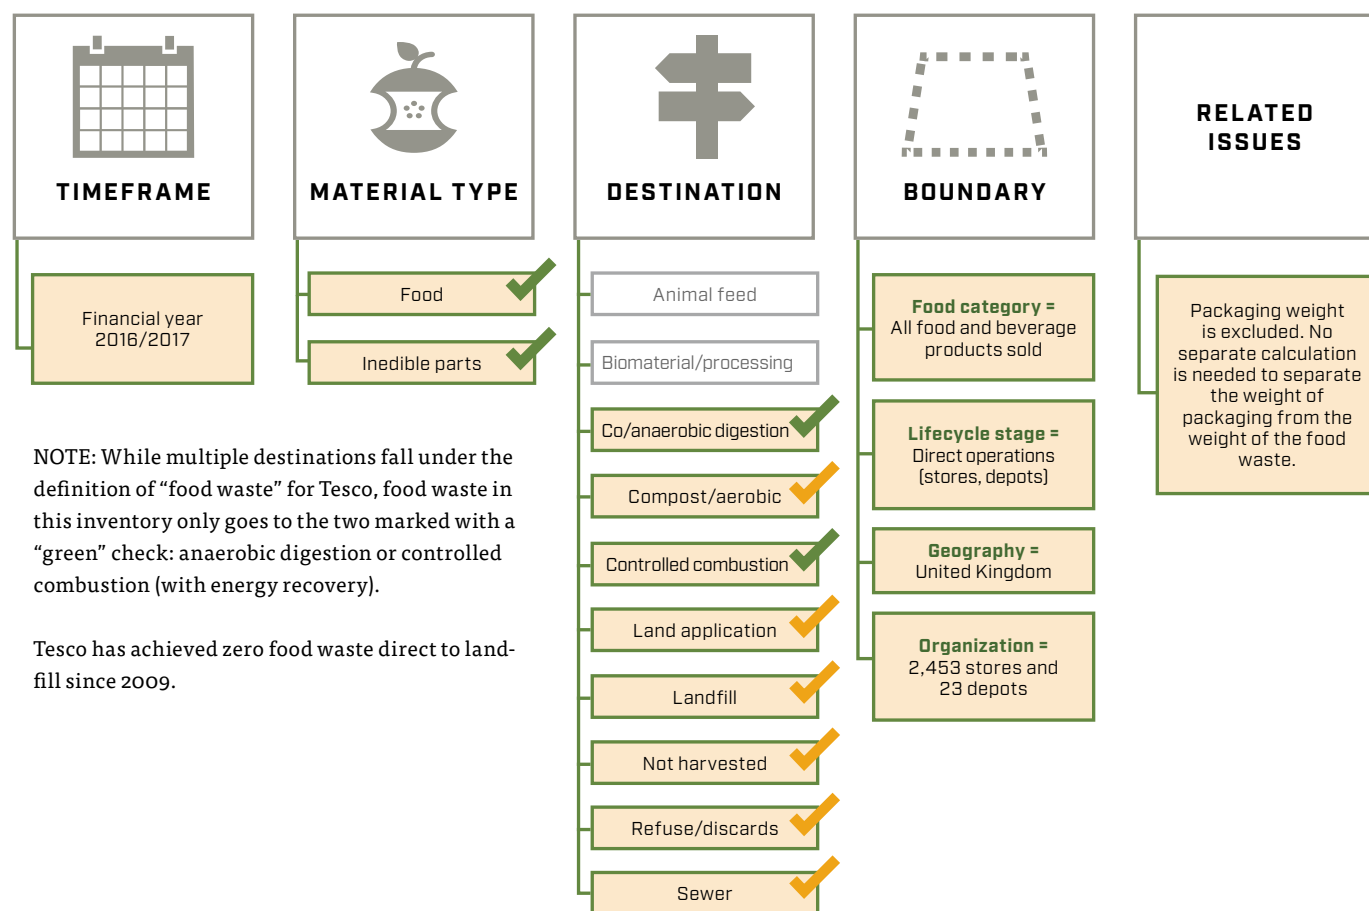 TIMEFRAME
Financial year
2016/2017
MATERIAL TYPE
Food
Inedible parts
NOTE: While multiple destinations fall under the
definition of “food waste” for Tesco, food waste in
this inventory only goes to the two marked with a
“green” check: anaerobic digestion or controlled
combustion (with energy recovery).
Tesco has achieved zero food waste direct to land-
fill since 2009.
DESTINATION
Animal feed
Biomaterial/processing
Co/anaerobic digestion
Compost/aerobic
Controlled combustion
Land application
Landfill
Not harvested
Refuse/discards
Sewer
BOUNDARY
Food category =
All food and beverage
products sold
Lifecycle stage =
Direct operations
(stores, depots)
Geography =
United Kingdom
Organization =
2,453 stores and
23 depots
RELATED
ISSUES
Packaging weight
is excluded. No
separate calculation
is needed to separate
the weight of
packaging from the
weight of the food
waste.